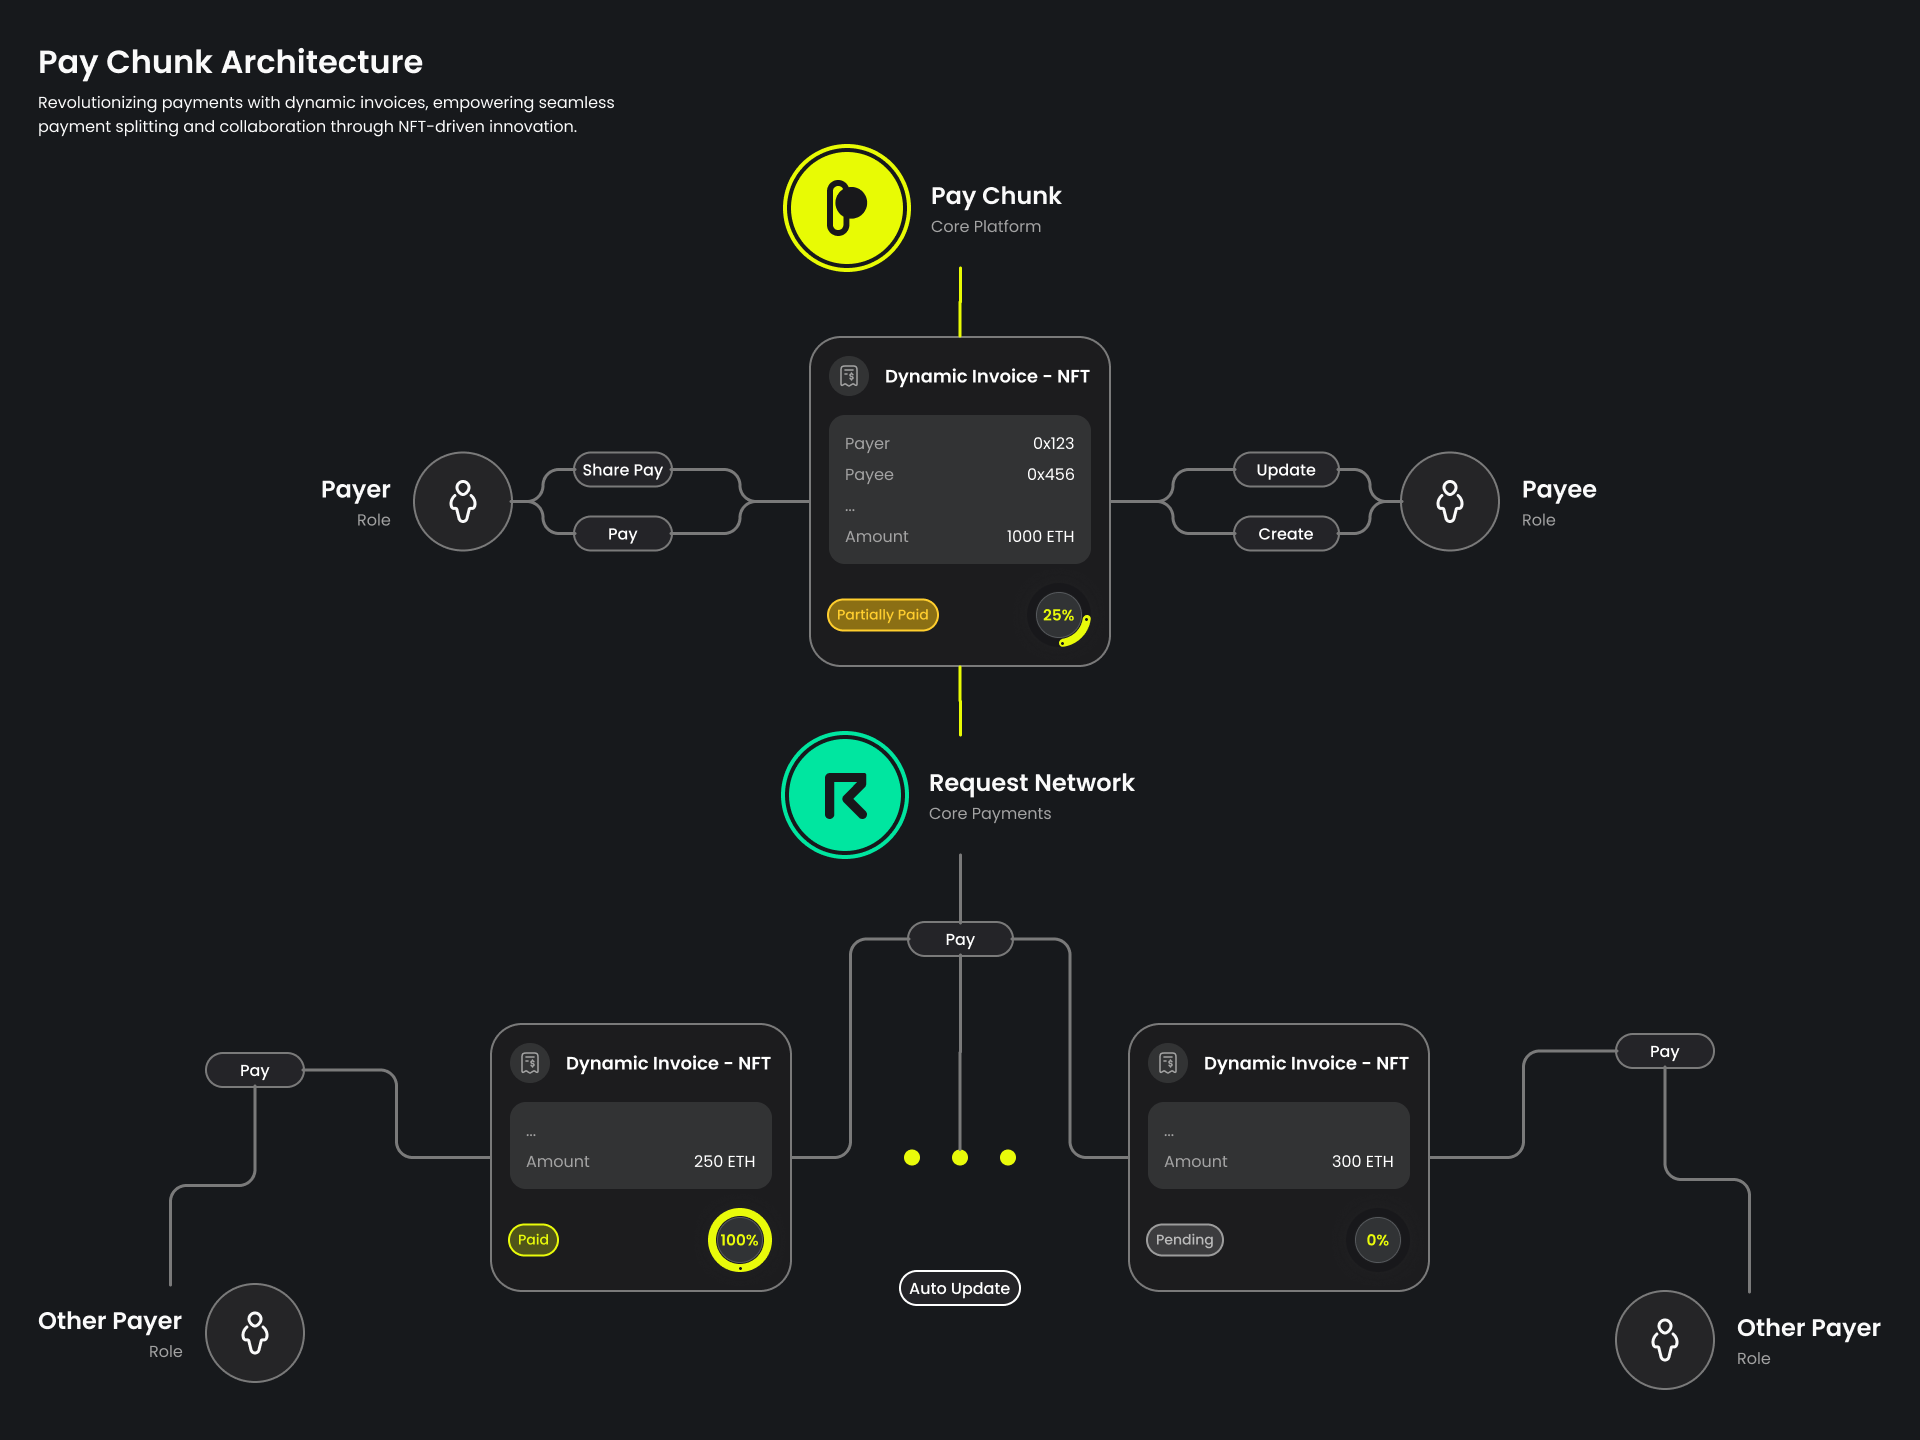 Pay Chunk Architecture
Revolutionizing payments with dynamic invoices, empowering seamless
payment splitting and collaboration through NFT-driven innovation.
Pay Chunk
Core Platform
Dynamic Invoice - NFT
Payer 0x123
Payee 0x456
...
Amount 1000 ETH
Partially Paid 25%
Payer
Role
Share Pay
Pay
Update
Create
Payee
Role
Request Network
Core Payments
Pay
Pay
Dynamic Invoice - NFT
...
Amount 250 ETH
Paid 100%
Dynamic Invoice - NFT
...
Amount 300 ETH
Pending 0%
Pay
Auto Update
Other Payer
Role
Other Payer
Role